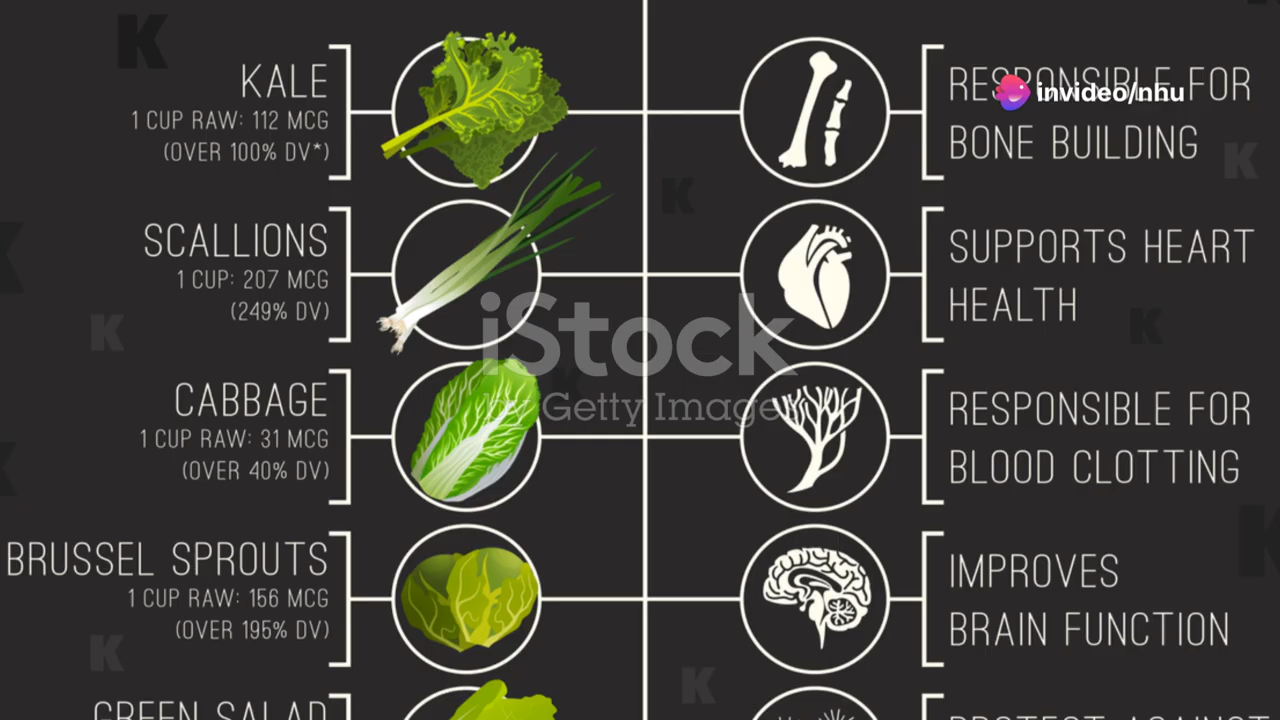 KALE
1 CUP RAW: 112 MCG
(OVER 100% DV*)
RESPONSIBLE FOR
BONE BUILDING
invideo/nhu
SCALLIONS
1 CUP: 207 MCG
(249% DV)
SUPPORTS HEART
HEALTH
iStock
by Getty Images
CABBAGE
1 CUP RAW: 31 MCG
(OVER 40% DV)
RESPONSIBLE FOR
BLOOD CLOTTING
BRUSSEL SPROUTS
1 CUP RAW: 156 MCG
(OVER 195% DV)
IMPROVES
BRAIN FUNCTION
GREEN SALAD
PROTECT AGAINST
K
K
K
K
K
K
K
K